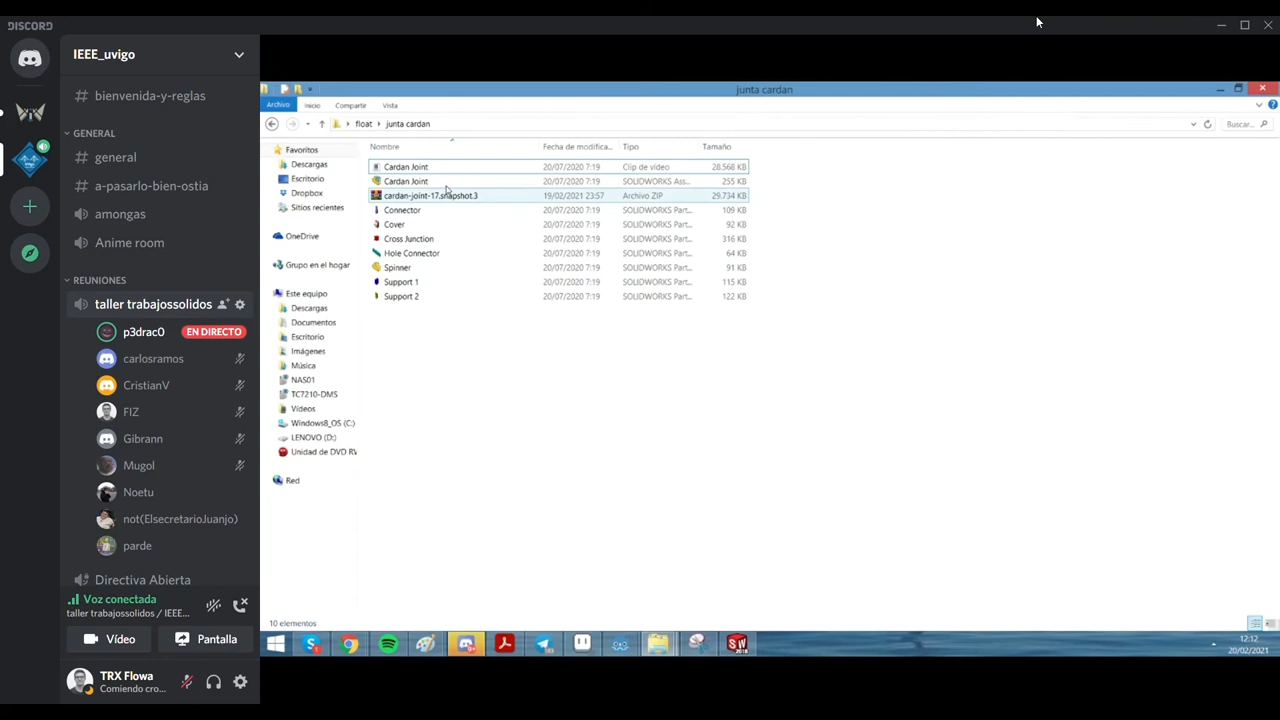 DISCORD
IEEE_uvigo
bienvenida-y-reglas
GENERAL
general
a-pasarlo-bien-ostia
amongas
Anime room
REUNIONES
taller trabajossolidos
p3drac0 EN DIRECTO
carlosramos
CristianV
FIZ
Gibrann
Mugol
Noetu
not(ElsecretarioJuanjo)
parde
Directiva Abierta
Voz conectada
taller trabajossolidos / IEEE...
Vídeo Pantalla
TRX Flowa
Comiendo cro...
junta cardan
Archivo Inicio Compartir Vista
float junta cardan Buscar...
Favoritos
Descargas
Escritorio
Dropbox
Sitios recientes
OneDrive
Grupo en el hogar
Este equipo
Descargas
Documentos
Escritorio
Imágenes
Música
NAS01
TC7210-DMS
Vídeos
Windows8_OS (C:)
LENOVO (D:)
Unidad de DVD RW
Red
Nombre Fecha de modifica... Tipo Tamaño
Cardan Joint 20/07/2020 7:19 Clip de vídeo 28.568 KB
Cardan Joint 20/07/2020 7:19 SOLIDWORKS Ass... 255 KB
cardan-joint-17.snapshot.3 19/02/2021 23:57 Archivo ZIP 29.734 KB
Connector 20/07/2020 7:19 SOLIDWORKS Part... 109 KB
Cover 20/07/2020 7:19 SOLIDWORKS Part... 92 KB
Cross Junction 20/07/2020 7:19 SOLIDWORKS Part... 316 KB
Hole Connector 20/07/2020 7:19 SOLIDWORKS Part... 64 KB
Spinner 20/07/2020 7:19 SOLIDWORKS Part... 91 KB
Support 1 20/07/2020 7:19 SOLIDWORKS Part... 115 KB
Support 2 20/07/2020 7:19 SOLIDWORKS Part... 122 KB
10 elementos
12:12
20/02/2021